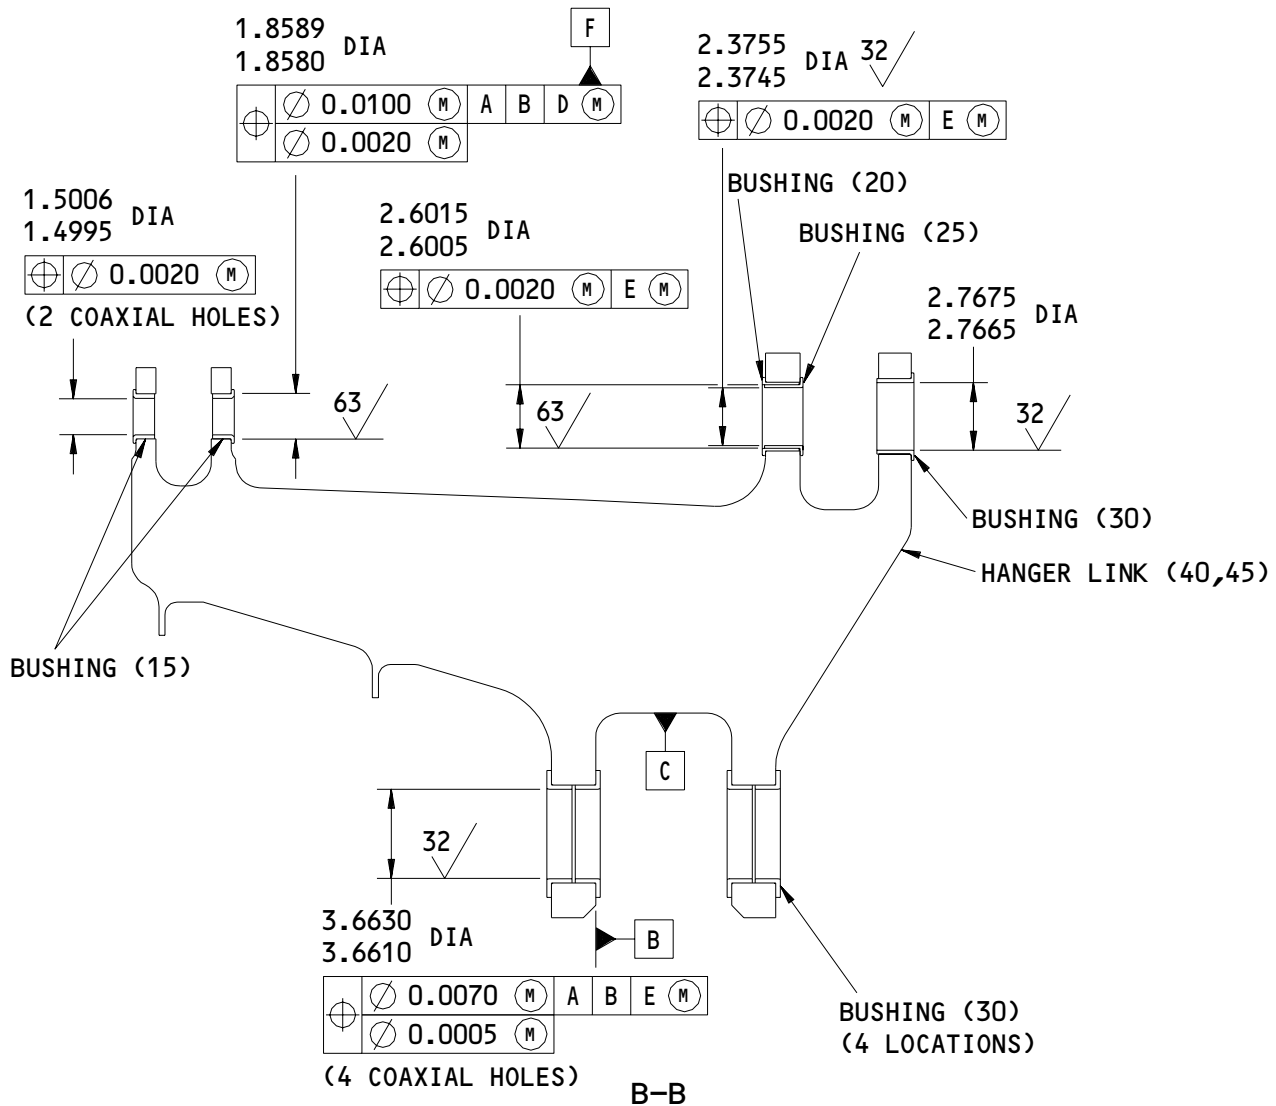 1.8589
1.8580 DIA
F
⌖ ⌀ 0.0100 Ⓜ A B D Ⓜ
⌀ 0.0020 Ⓜ
2.3755
2.3745 DIA 32
⌖ ⌀ 0.0020 Ⓜ E Ⓜ
BUSHING (20)
BUSHING (25)
1.5006
1.4995 DIA
⌖ ⌀ 0.0020 Ⓜ
(2 COAXIAL HOLES)
2.6015
2.6005 DIA
⌖ ⌀ 0.0020 Ⓜ E Ⓜ
2.7675
2.7665 DIA
63
63
32
BUSHING (30)
HANGER LINK (40,45)
BUSHING (15)
C
32
3.6630
3.6610 DIA
B
⌖ ⌀ 0.0070 Ⓜ A B E Ⓜ
⌀ 0.0005 Ⓜ
(4 COAXIAL HOLES)
BUSHING (30)
(4 LOCATIONS)
B-B